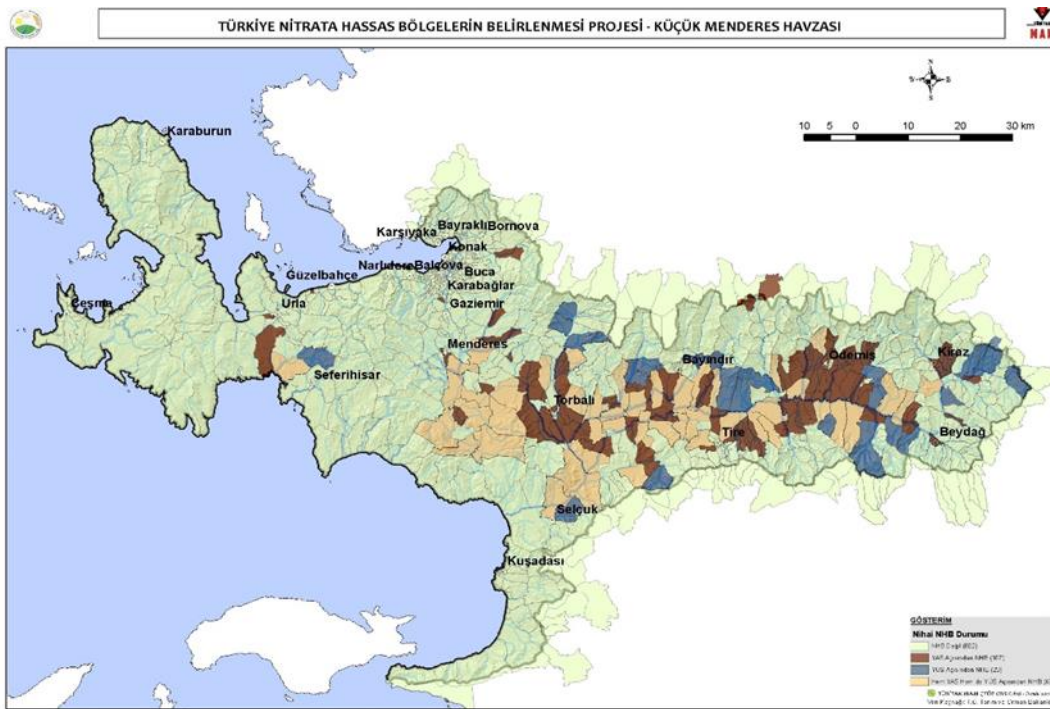 TÜRKİYE NİTRATA HASSAS BÖLGELERİN BELİRLENMESİ PROJESİ - KÜÇÜK MENDERES HAVZASI
10 5 0 10 20 30 km
Karaburun
Karşıyaka
Bayraklı
Bornova
Konak
Narlıdere
Balçova
Güzelbahçe
Buca
Karabağlar
Çeşme
Urla
Gaziemir
Menderes
Seferihisar
Bayındır
Ödemiş
Kiraz
Torbalı
Tire
Beydağ
Selçuk
Kuşadası
GÖSTERİM
Nihai NHB Durumu